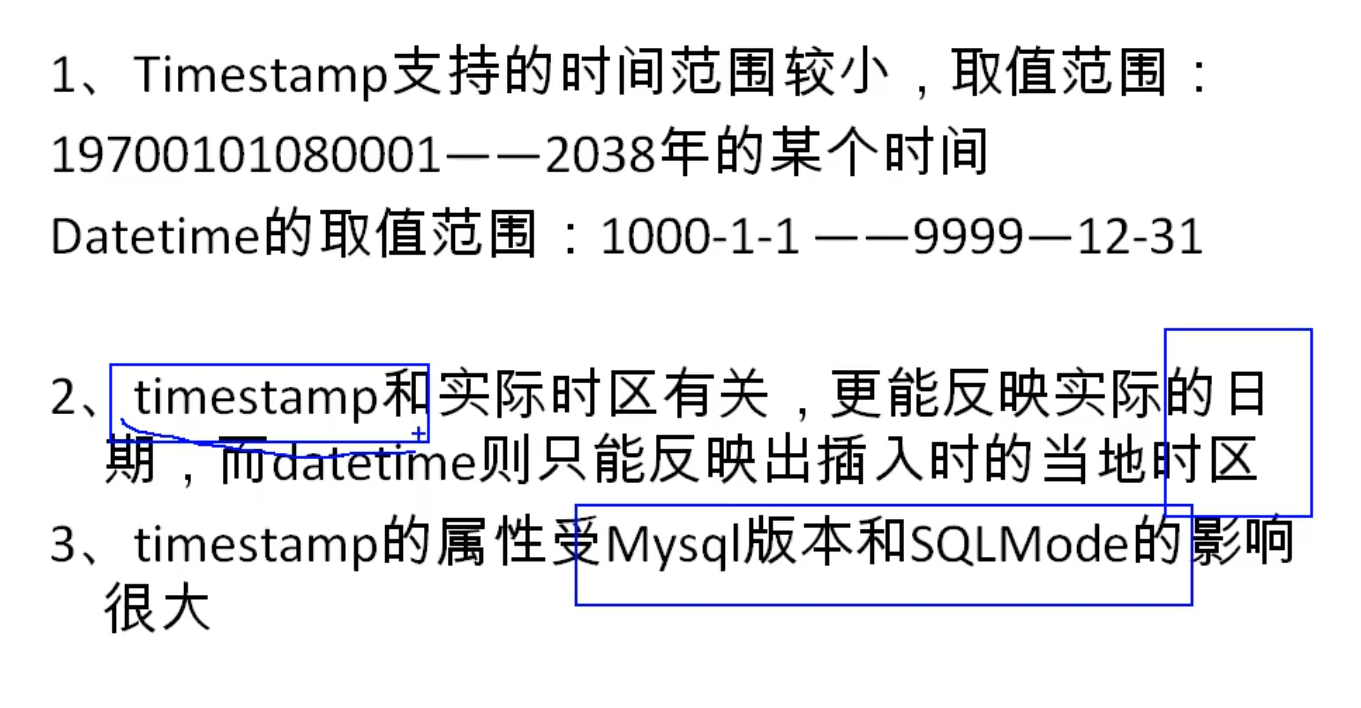 1、Timestamp支持的时间范围较小，取值范围：
19700101080001——2038年的某个时间
Datetime的取值范围：1000-1-1 ——9999—12-31
2、timestamp和实际时区有关，更能反映实际的日
期，而datetime则只能反映出插入时的当地时区
3、timestamp的属性受Mysql版本和SQLMode的影响
很大